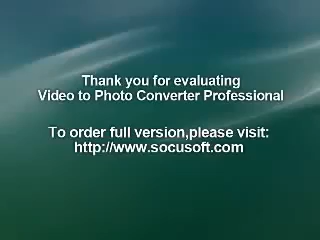 Thank you for evaluating
Video to Photo Converter Professional
To order full version,please visit:
http://www.socusoft.com